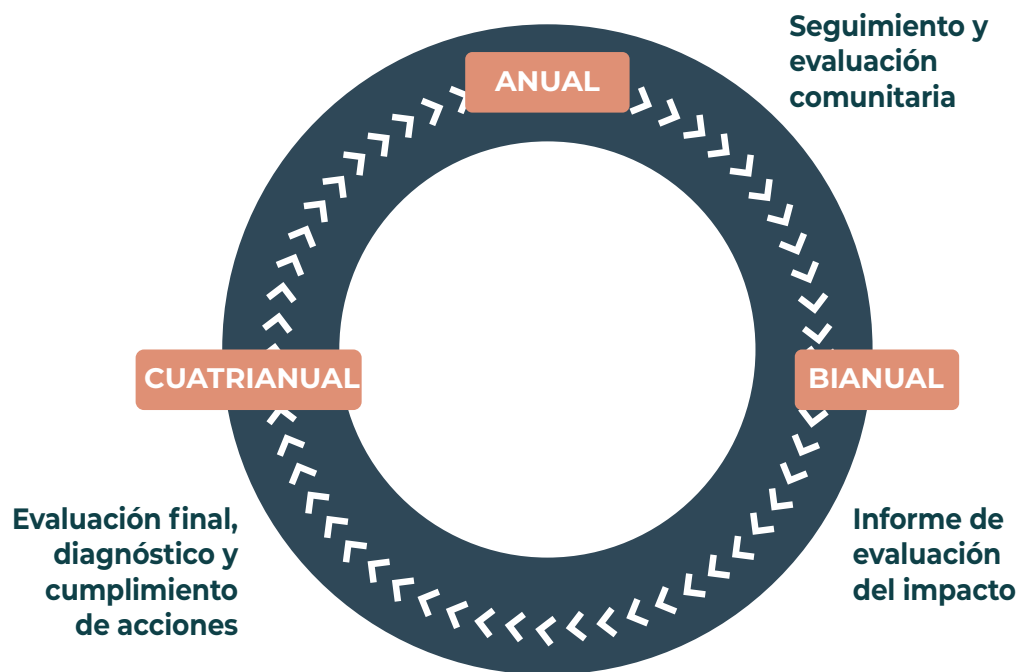 ANUAL
Seguimiento y
evaluación
comunitaria
BIANUAL
Informe de
evaluación
del impacto
CUATRIANUAL
Evaluación final,
diagnóstico y
cumplimiento
de acciones